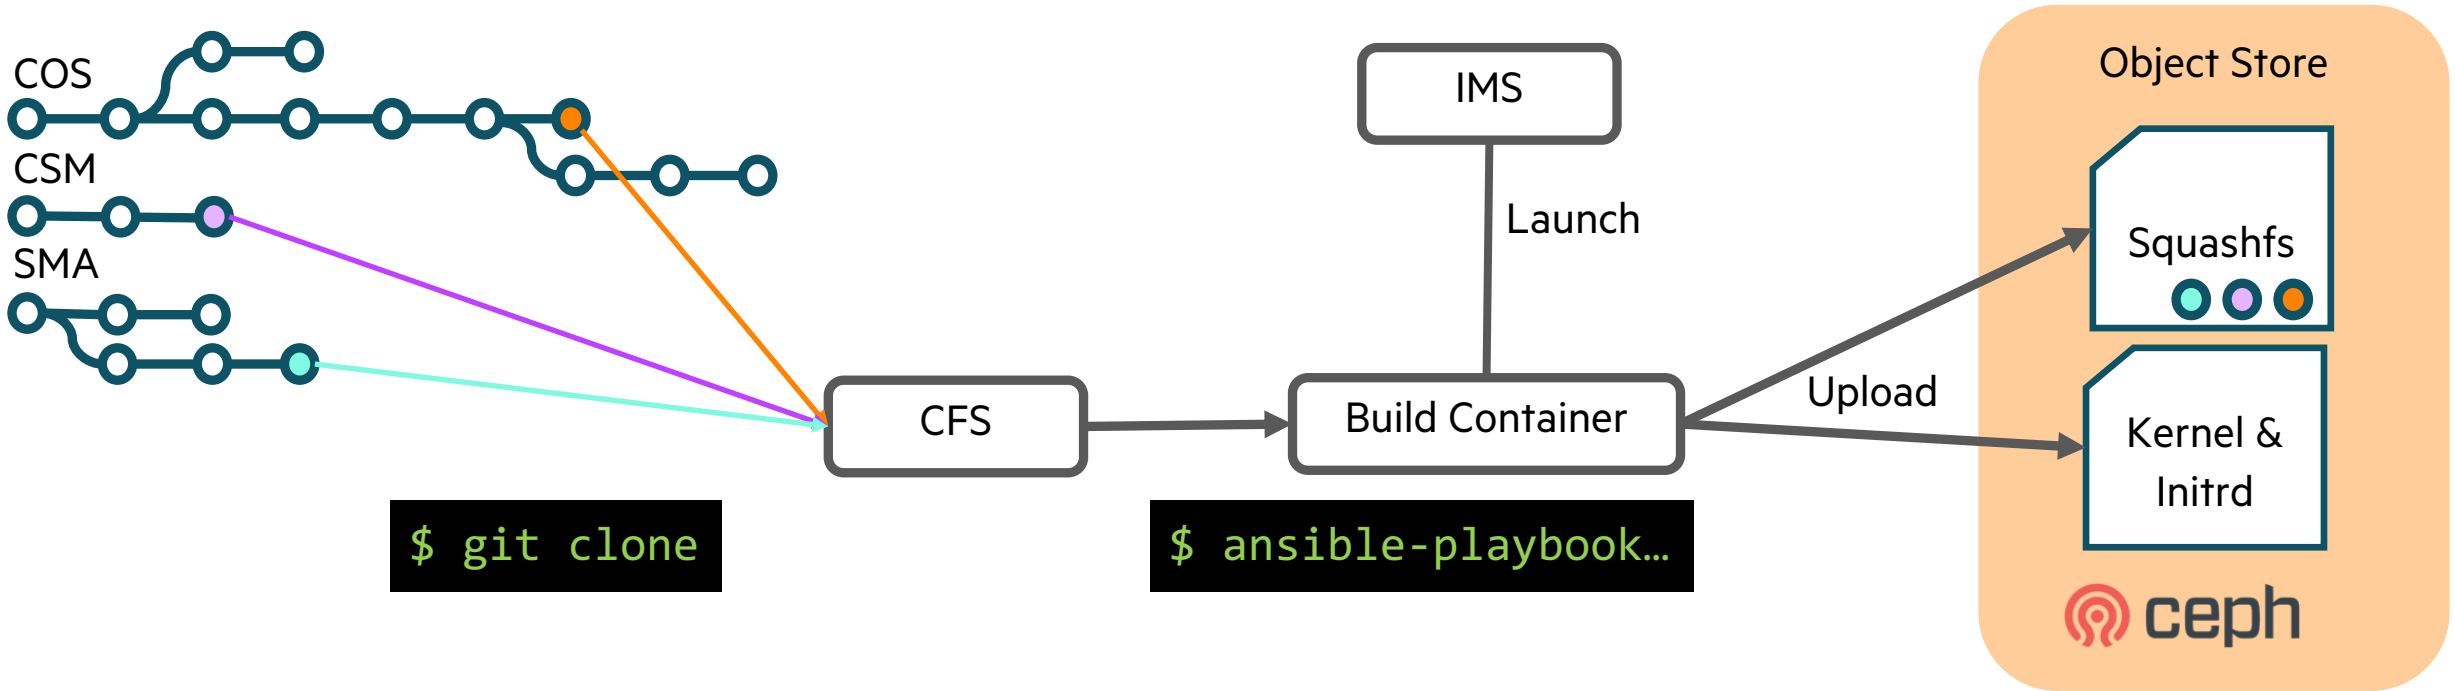 COS
CSM
SMA
$ git clone
CFS
IMS
Launch
Build Container
$ ansible-playbook…
Upload
Object Store
Squashfs
Kernel &
Initrd
ceph